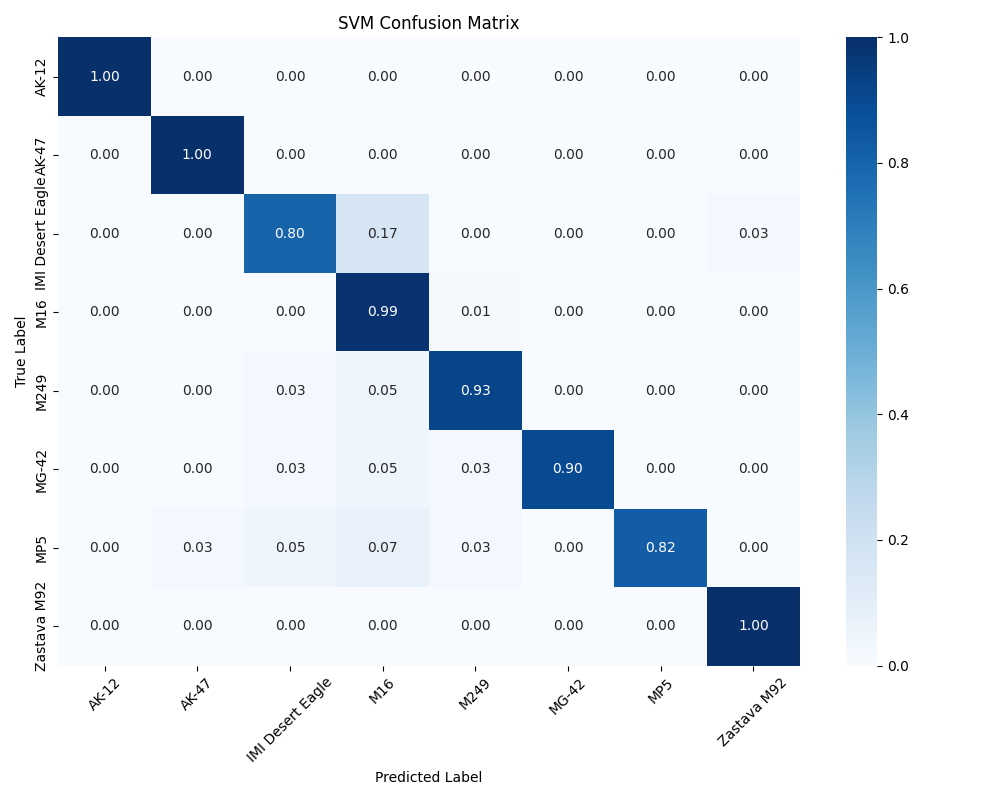 SVM Confusion Matrix
AK-12 1.00 0.00 0.00 0.00 0.00 0.00 0.00 0.00
AK-47 0.00 1.00 0.00 0.00 0.00 0.00 0.00 0.00
IMI Desert Eagle 0.00 0.00 0.80 0.17 0.00 0.00 0.00 0.03
M16 0.00 0.00 0.00 0.99 0.01 0.00 0.00 0.00
M249 0.00 0.00 0.03 0.05 0.93 0.00 0.00 0.00
MG-42 0.00 0.00 0.03 0.05 0.03 0.90 0.00 0.00
MP5 0.00 0.03 0.05 0.07 0.03 0.00 0.82 0.00
Zastava M92 0.00 0.00 0.00 0.00 0.00 0.00 0.00 1.00
True Label
AK-12 AK-47 IMI Desert Eagle M16 M249 MG-42 MP5 Zastava M92
Predicted Label
1.0
0.8
0.6
0.4
0.2
0.0